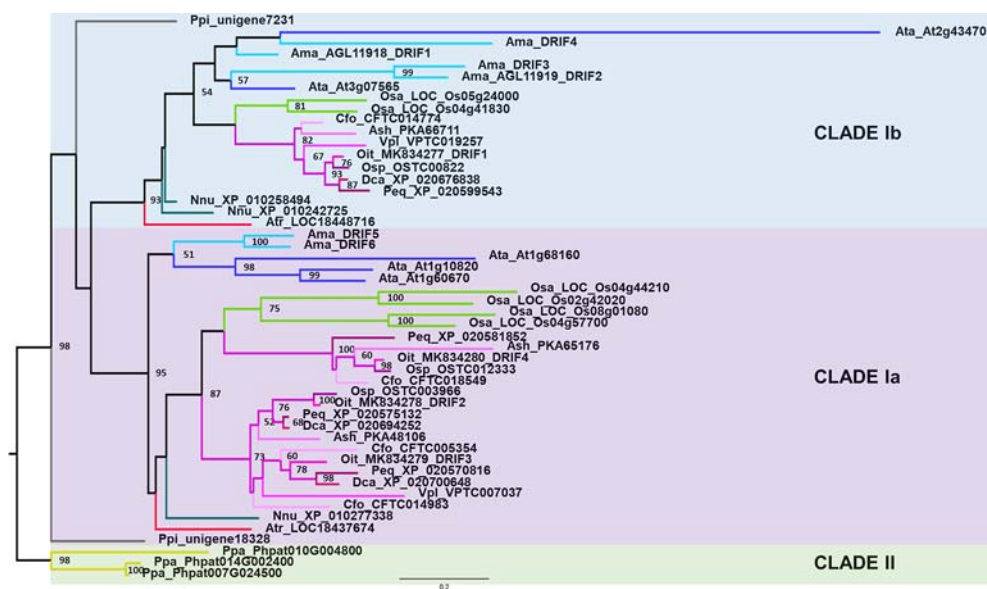 Ppi_unigene7231
Ata_At2g43470
Ama_DRIF4
Ama_AGL11918_DRIF1
Ama_DRIF3
99
Ama_AGL11919_DRIF2
57
54
Ata_At3g07565
Osa_LOC_Os05g24000
81
Osa_LOC_Os04g41830
Cfo_CFTC014774
Ash_PKA66711
CLADE Ib
82
Vpl_VPTC019257
67
Oit_MK834277_DRIF1
76
Osp_OSTC00822
93
Dca_XP_020676838
87
Peq_XP_020599543
93
Nnu_XP_010258494
Nnu_XP_010242725
Atr_LOC18448716
Ama_DRIF5
100
Ama_DRIF6
51
Ata_At1g68160
98
Ata_At1g10820
99
Ata_At1g60670
Osa_LOC_Os04g44210
100
Osa_LOC_Os02g42020
75
Osa_LOC_Os08g01080
100
Osa_LOC_Os04g57700
Peq_XP_020581852
98
100
Ash_PKA65176
60
Oit_MK834280_DRIF4
98
Osp_OSTC012333
95
CLADE Ia
Cfo_CFTC018549
87
Osp_OSTC003966
100
Oit_MK834278_DRIF2
76
Peq_XP_020575132
52
68
Dca_XP_020694252
Ash_PKA48106
Cfo_CFTC005354
73
60
Oit_MK834279_DRIF3
78
Peq_XP_020570816
98
Dca_XP_020700648
Vpl_VPTC007037
Cfo_CFTC014983
Nnu_XP_010277338
Atr_LOC18437674
Ppi_unigene18328
Ppa_Phpat010G004800
98
Ppa_Phpat014G002400
CLADE II
100
Ppa_Phpat007G024500
0.2